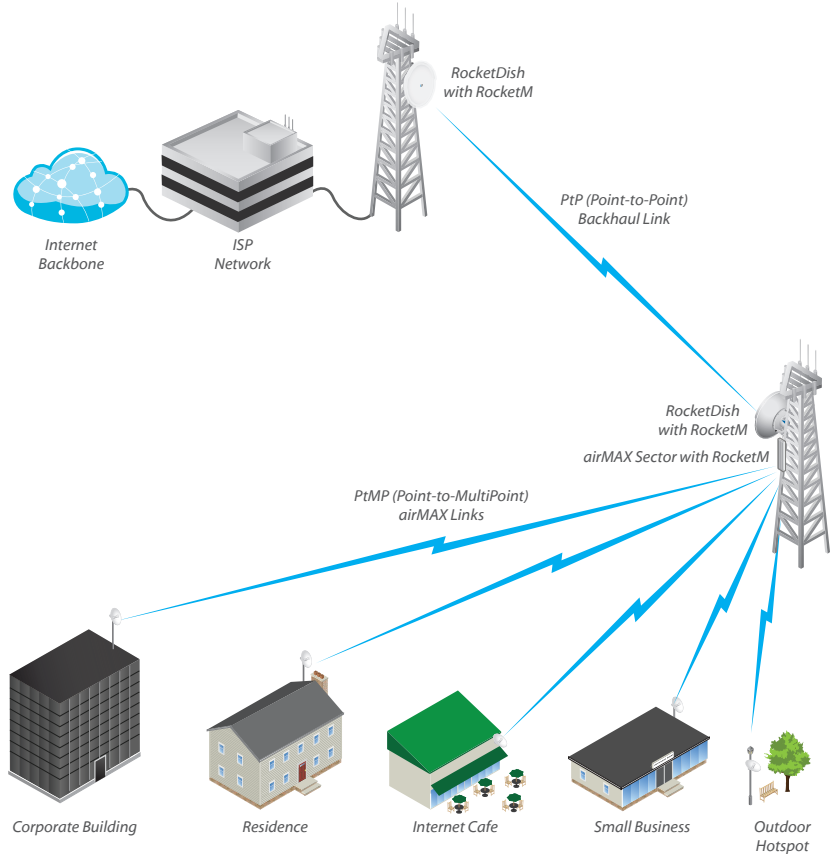 RocketDish
with RocketM
PtP (Point-to-Point)
Backhaul Link
Internet
Backbone
ISP
Network
RocketDish
with RocketM
airMAX Sector with RocketM
PtMP (Point-to-MultiPoint)
airMAX Links
Corporate Building
Residence
Internet Cafe
Small Business
Outdoor
Hotspot